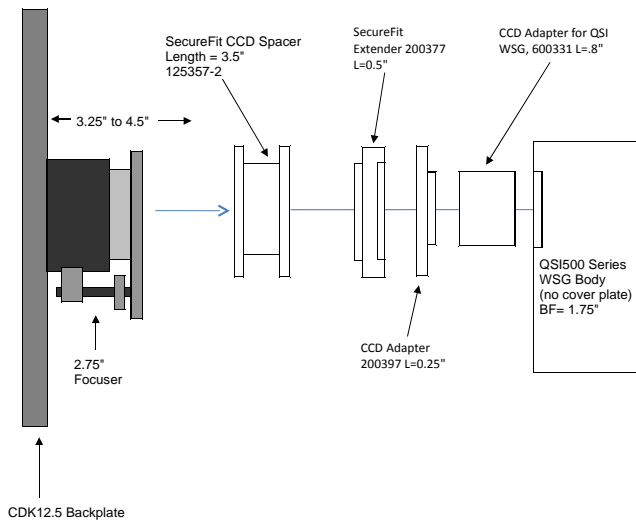 SecureFit CCD Spacer
Length = 3.5"
125357-2
SecureFit
Extender 200377
L=0.5"
CCD Adapter for QSI
WSG, 600331 L=.8"
3.25" to 4.5"
QSI500 Series
WSG Body
(no cover plate)
BF= 1.75"
CCD Adapter
200397 L=0.25"
2.75"
Focuser
CDK12.5 Backplate